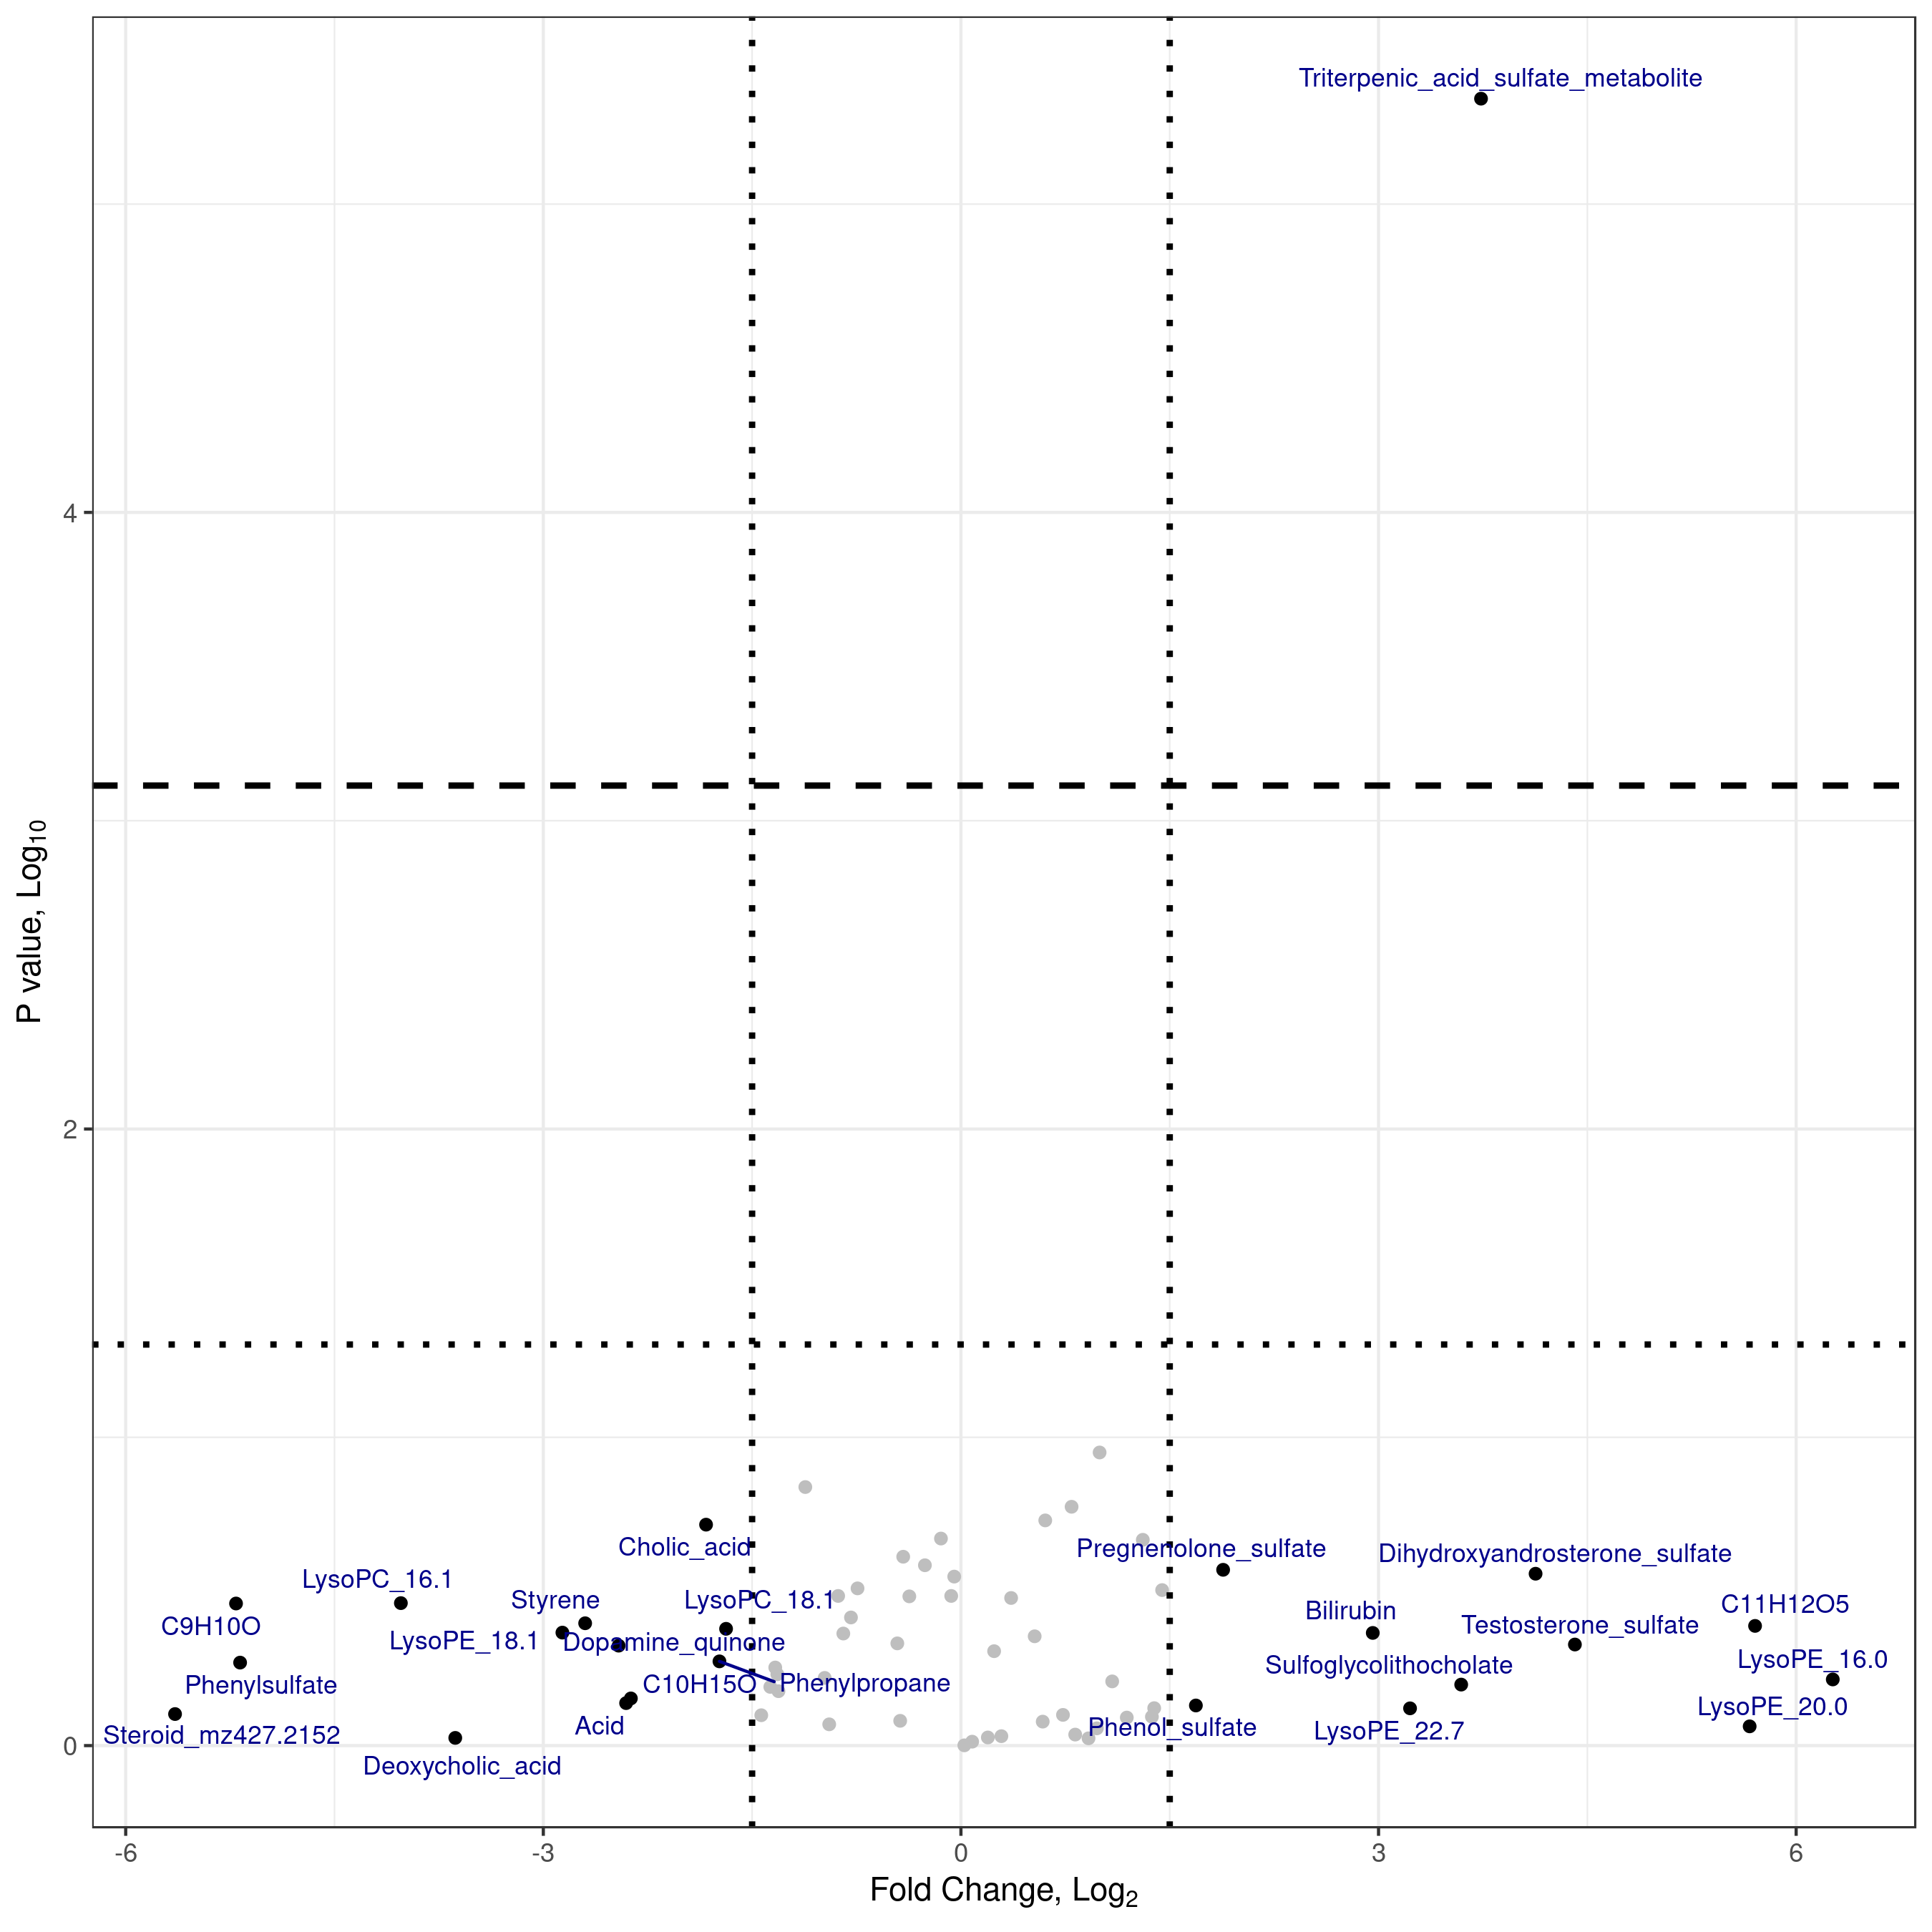 Triterpenic_acid_sulfate_metabolite
4
P value, Log10
2
Cholic_acid
Pregnenolone_sulfate
Dihydroxyandrosterone_sulfate
LysoPC_16.1
Styrene
LysoPC_18.1
Bilirubin
C11H12O5
C9H10O
LysoPE_18.1
Dopamine_quinone
Testosterone_sulfate
Sulfoglycolithocholate
LysoPE_16.0
Phenylsulfate
C10H15O
Phenylpropane
LysoPE_20.0
Steroid_mz427.2152
Acid
Phenol_sulfate
LysoPE_22.7
0
Deoxycholic_acid
-6 -3 0 3 6
Fold Change, Log2